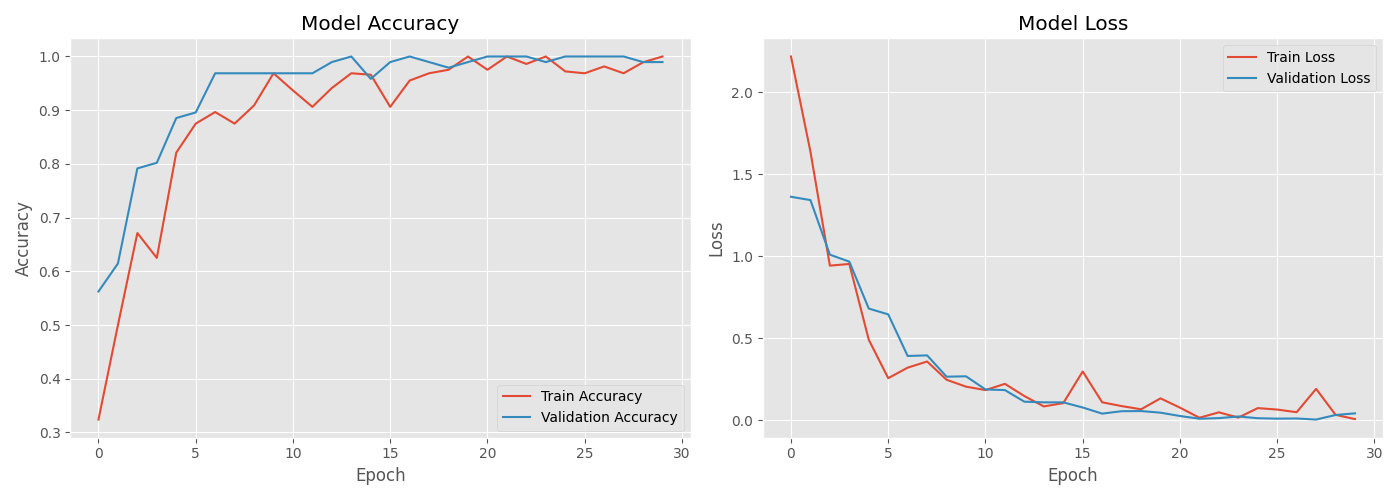 Model Accuracy
1.0
0.9
0.8
0.7
0.6
0.5
0.4
0.3
Accuracy
Train Accuracy
Validation Accuracy
0 5 10 15 20 25 30
Epoch
Model Loss
Train Loss
Validation Loss
2.0
1.5
1.0
0.5
0.0
Loss
0 5 10 15 20 25 30
Epoch